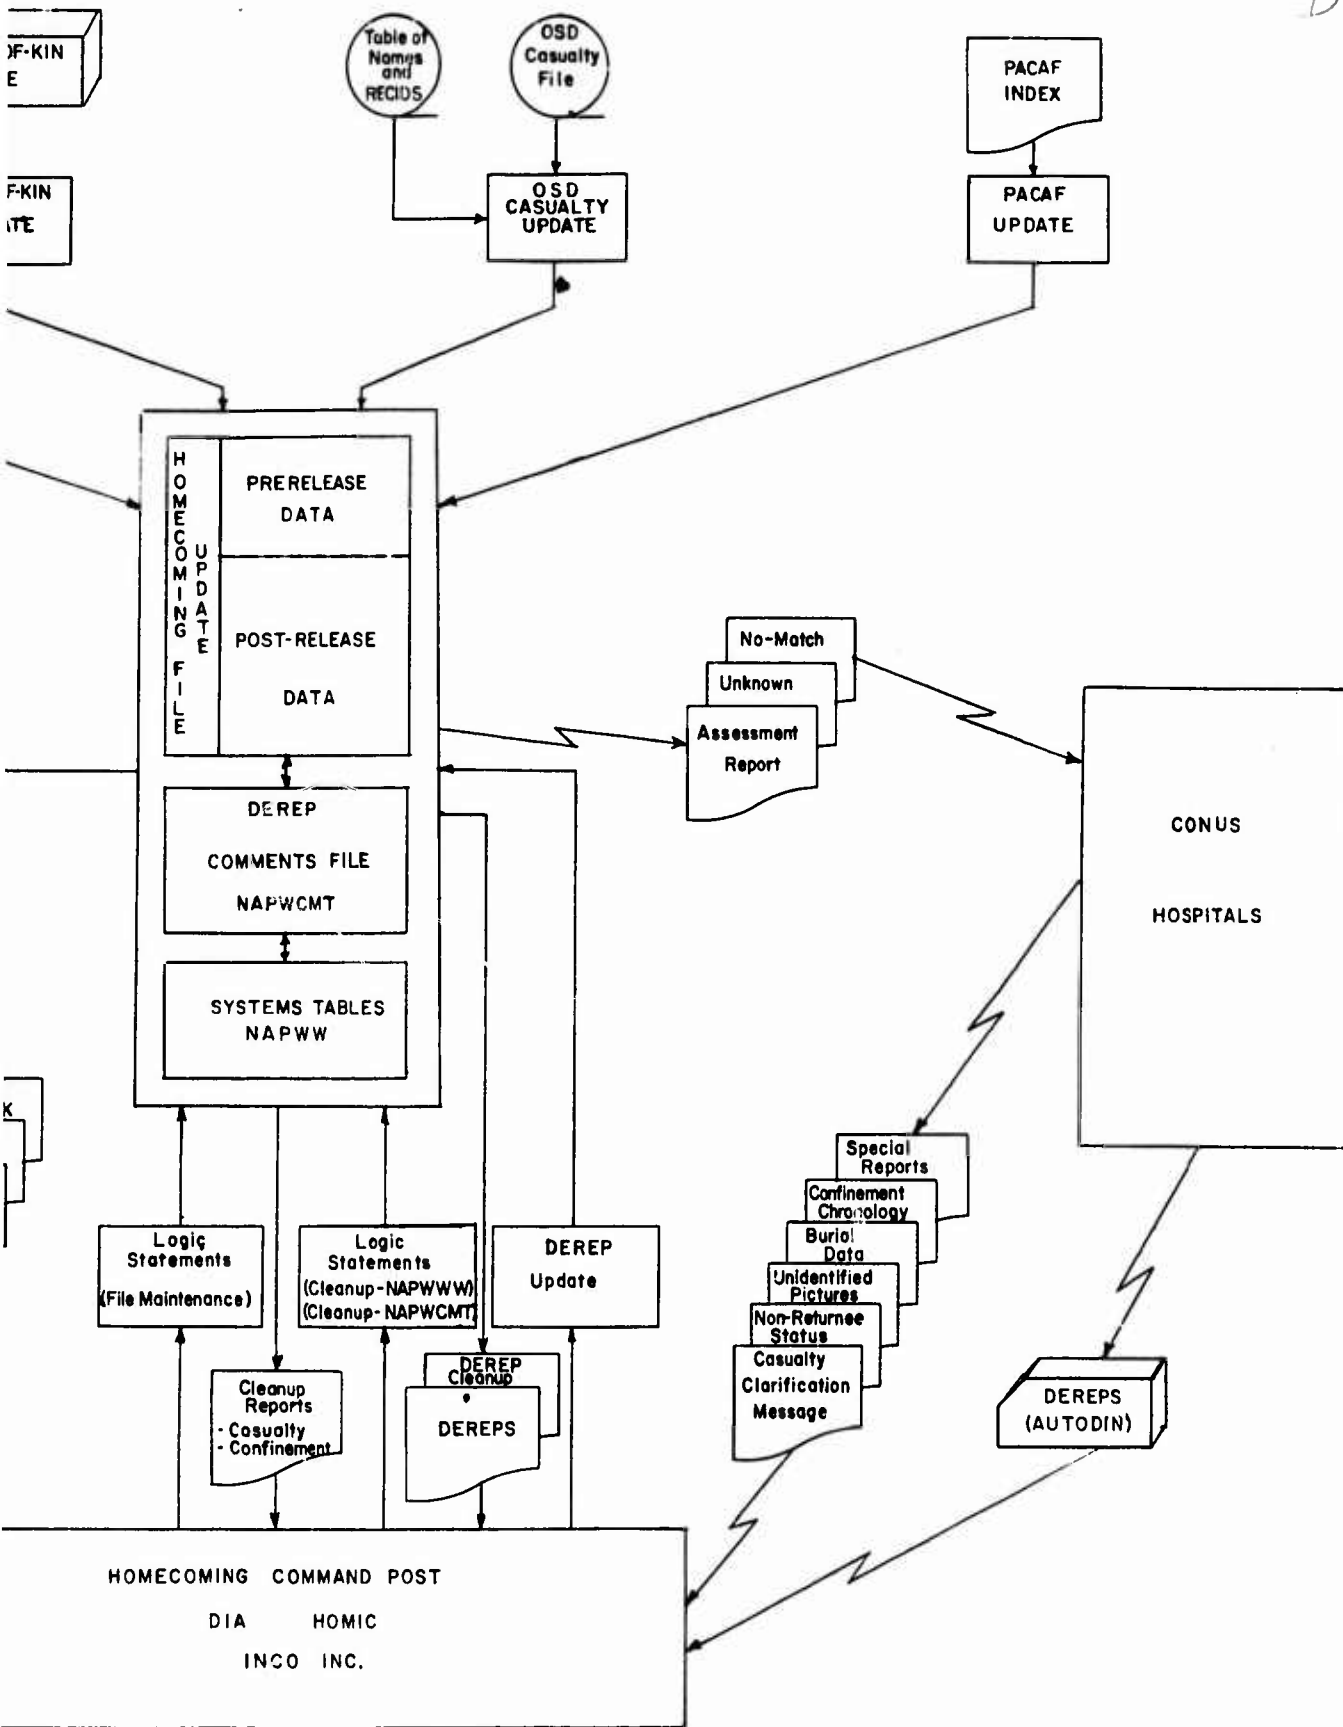 OF-KIN
E
Table of
Names
and
RECIDS
OSD
Casualty
File
PACAF
INDEX
F-KIN
ATE
OSD
CASUALTY
UPDATE
PACAF
UPDATE
HOMECOMING FILE
UPDATE
PRERELEASE
DATA
POST-RELEASE
DATA
No-Match
Unknown
Assessment
Report
DEREP
COMMENTS FILE
NAPWCMT
CONUS
HOSPITALS
SYSTEMS TABLES
NAPWW
K
Special
Reports
Confinement
Chronology
Burial
Data
Unidentified
Pictures
Non-Returnee
Status
Casualty
Clarification
Message
Logic
Statements
(File Maintenance)
Logic
Statements
(Cleanup-NAPWWW)
(Cleanup-NAPWCMT)
DEREP
Update
Cleanup
Reports
- Casualty
- Confinement
DEREP
Cleanup
DEREPS
DEREPS
(AUTODIN)
HOMECOMING COMMAND POST
DIA HOMIC
INCO INC.